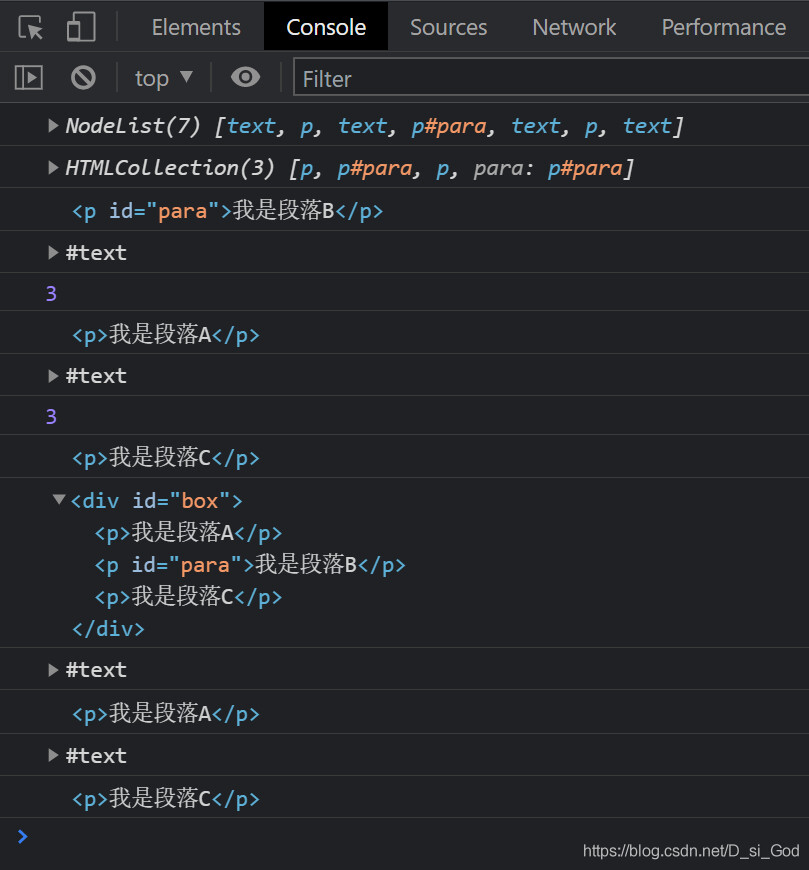 Elements Console Sources Network Performance
top Filter
NodeList(7) [text, p, text, p#para, text, p, text]
HTMLCollection(3) [p, p#para, p, para: p#para]
<p id="para">我是段落B</p>
#text
3
<p>我是段落A</p>
#text
3
<p>我是段落C</p>
<div id="box">
<p>我是段落A</p>
<p id="para">我是段落B</p>
<p>我是段落C</p>
</div>
#text
<p>我是段落A</p>
#text
<p>我是段落C</p>
https://blog.csdn.net/D_si_God